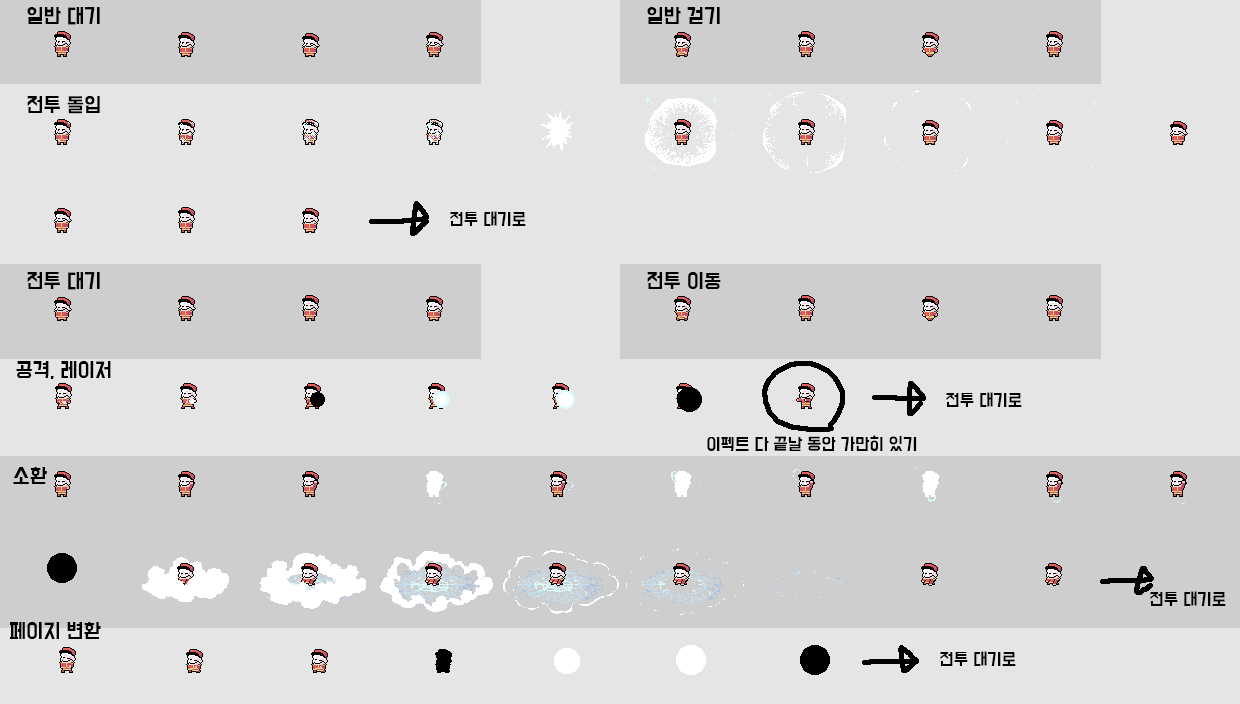 일반 대기
일반 걷기
전투 돌입
전투 대기로
전투 대기
전투 이동
공격, 레이저
전투 대기로
이펙트 다 끝날 동안 가만히 있기
소환
전투 대기로
페이지 변환
전투 대기로